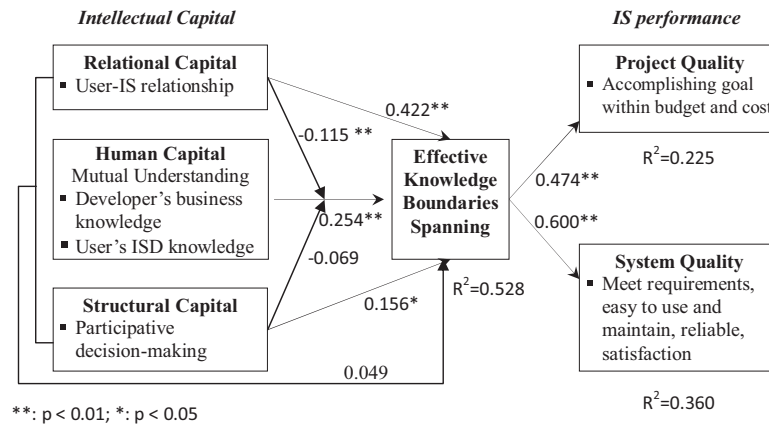 Intellectual Capital
IS performance
Relational Capital
▪ User-IS relationship
Human Capital
Mutual Understanding
▪ Developer's business
knowledge
▪ User's ISD knowledge
Structural Capital
▪ Participative
decision-making
0.422**
-0.115 **
0.254**
-0.069
0.156*
0.049
Effective
Knowledge
Boundaries
Spanning
R²=0.528
0.474**
0.600**
Project Quality
▪ Accomplishing goal
within budget and cost
R²=0.225
System Quality
▪ Meet requirements,
easy to use and
maintain, reliable,
satisfaction
R²=0.360
**: p < 0.01; *: p < 0.05